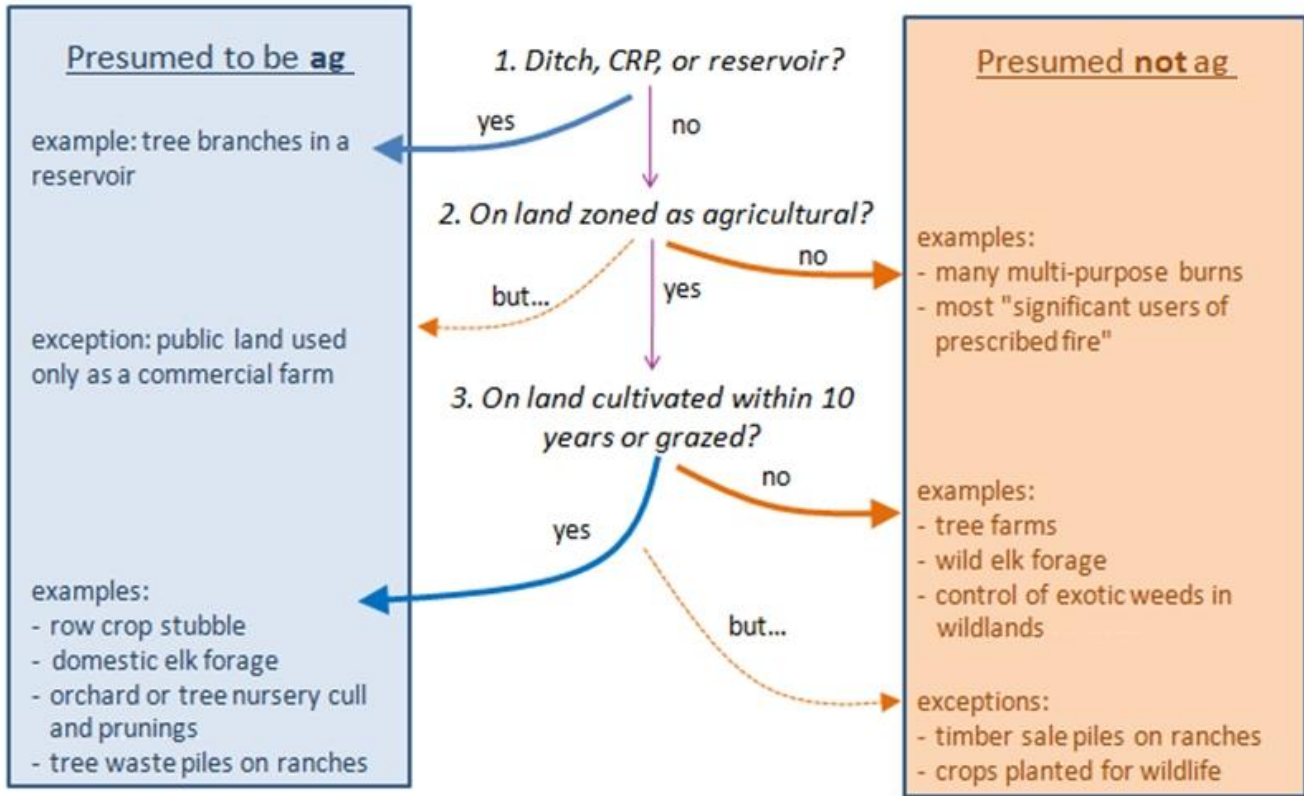 Presumed to be ag
example: tree branches in a
reservoir
exception: public land used
only as a commercial farm
examples:
- row crop stubble
- domestic elk forage
- orchard or tree nursery cull
and prunings
- tree waste piles on ranches
1. Ditch, CRP, or reservoir?
yes
no
2. On land zoned as agricultural?
but...
yes
no
3. On land cultivated within 10
years or grazed?
yes
no
but...
Presumed not ag
examples:
- many multi-purpose burns
- most "significant users of
prescribed fire"
examples:
- tree farms
- wild elk forage
- control of exotic weeds in
wildlands
exceptions:
- timber sale piles on ranches
- crops planted for wildlife